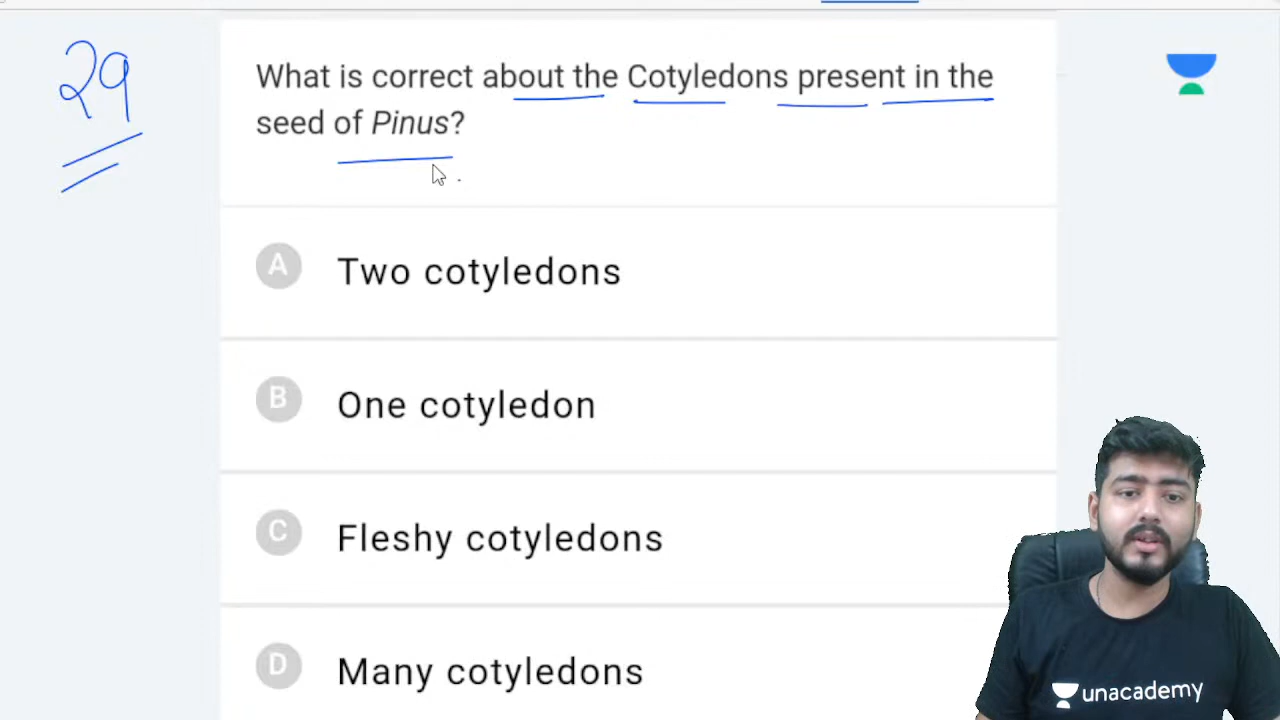 29
What is correct about the Cotyledons present in the
seed of Pinus?
A Two cotyledons
B One cotyledon
C Fleshy cotyledons
D Many cotyledons
unacademy